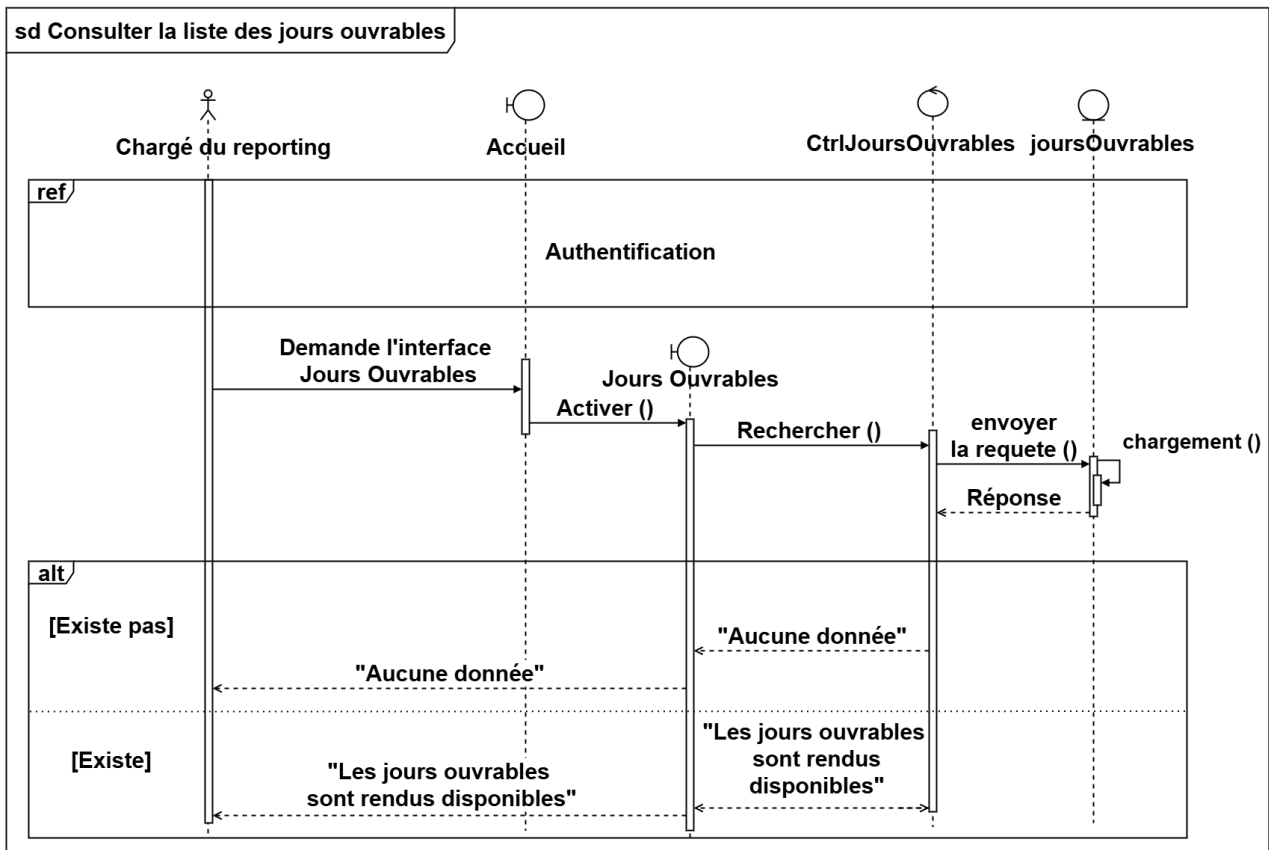 sd Consulter la liste des jours ouvrables
Chargé du reporting
Accueil
CtrlJoursOuvrables
joursOuvrables
ref
Authentification
Demande l'interface
Jours Ouvrables
Jours Ouvrables
Activer ()
Rechercher ()
envoyer
la requete ()
chargement ()
Réponse
alt
[Existe pas]
"Aucune donnée"
"Aucune donnée"
[Existe]
"Les jours ouvrables
sont rendus
disponibles"
"Les jours ouvrables
sont rendus disponibles"